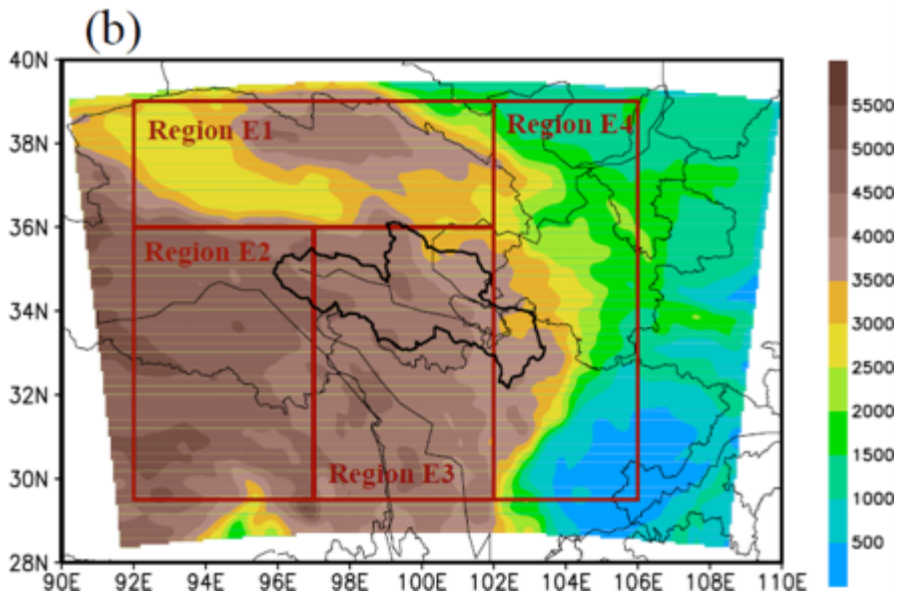 (b)
40N
38N
36N
34N
32N
30N
28N
Region E1
Region E4
Region E2
Region E3
90E 92E 94E 96E 98E 100E 102E 104E 106E 108E 110E
5500
5000
4500
4000
3500
3000
2500
2000
1500
1000
500